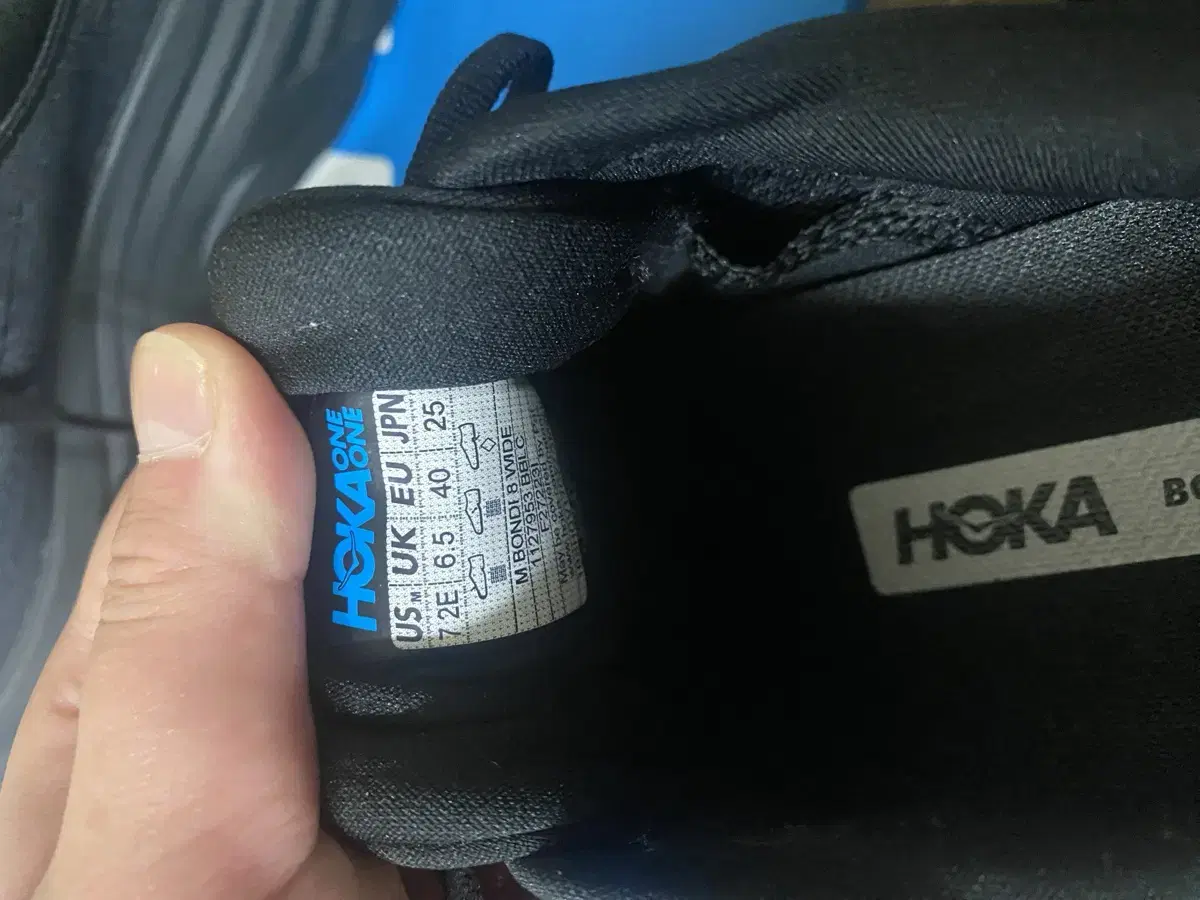 HOKA ONE ONE
US M UK EU JPN
7 2E 6.5 40 25
M BONDI 8 WIDE
1127953 BBLC
HOKA